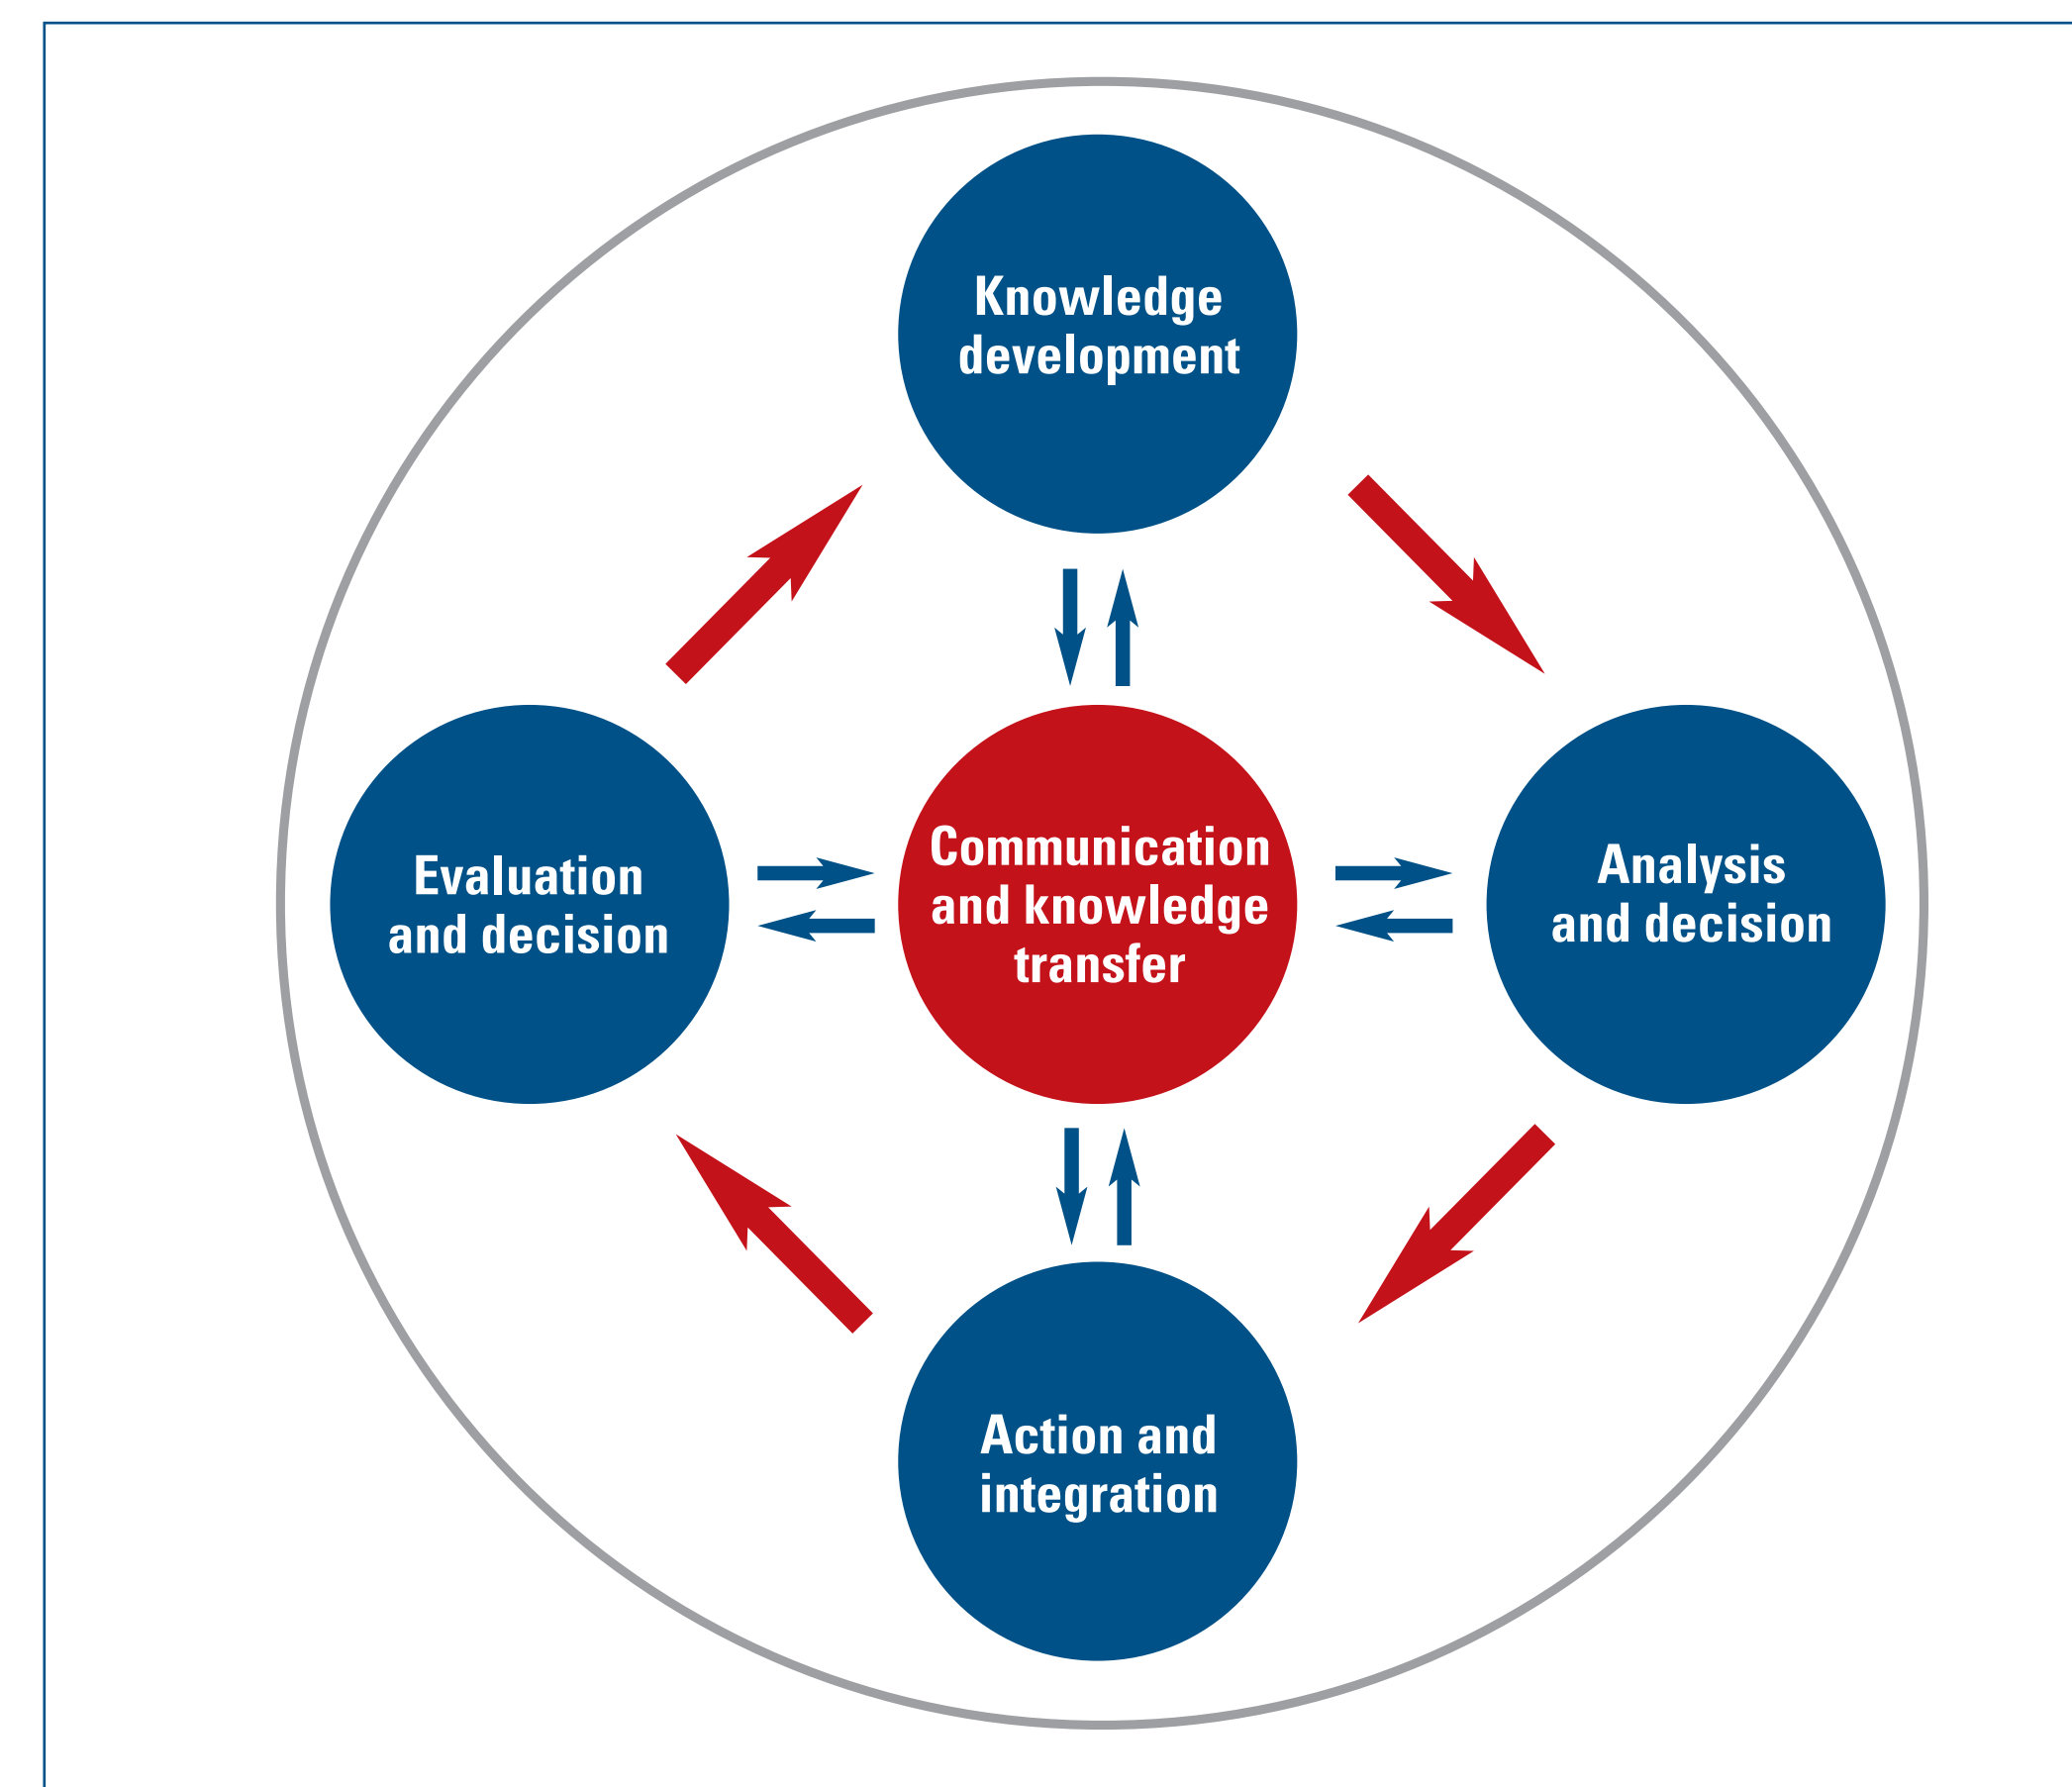 Knowledge
development
Evaluation
and decision
Communication
and knowledge
transfer
Analysis
and decision
Action and
integration